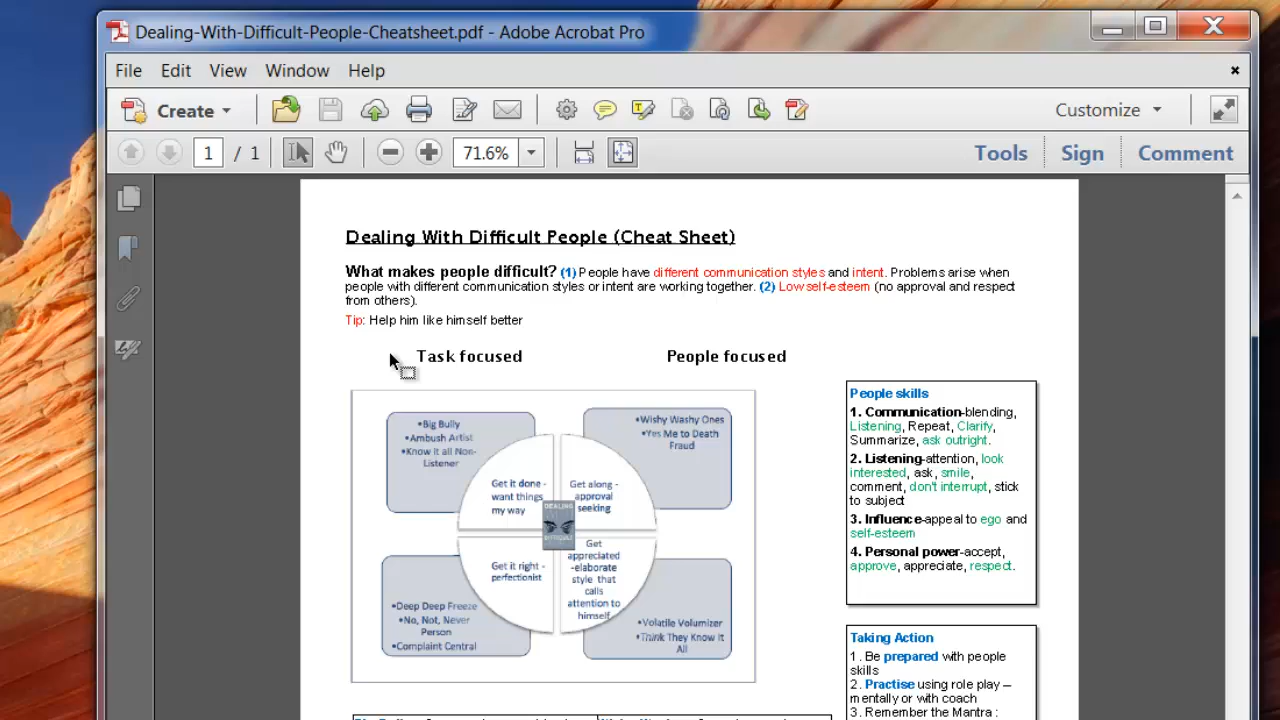 Dealing-With-Difficult-People-Cheatsheet.pdf - Adobe Acrobat Pro
File Edit View Window Help
Create
Customize
1 / 1
71.6%
Tools Sign Comment
Dealing With Difficult People (Cheat Sheet)
What makes people difficult? (1) People have different communication styles and intent. Problems arise when
people with different communication styles or intent are working together. (2) Low self-esteem (no approval and respect
from others).
Tip: Help him like himself better
Task focused
People focused
•Big Bully
•Ambush Artist
•Know it all Non-
Listener
•Wishy Washy Ones
•Yes Me to Death
Fraud
Get it done -
want things
my way
Get along -
approval
seeking
DEALING
DIFFICULT
Get it right -
perfectionist
Get
appreciated
-elaborate
style that
calls
attention to
himself
•Deep Deep Freeze
•No, Not, Never
Person
•Complaint Central
•Volatile Volumizer
•Think They Know It
All
People skills
1. Communication-blending,
Listening, Repeat, Clarify,
Summarize, ask outright.
2. Listening-attention, look
interested, ask, smile,
comment, don't interrupt, stick
to subject
3. Influence-appeal to ego and
self-esteem
4. Personal power-accept,
approve, appreciate, respect.
Taking Action
1. Be prepared with people
skills
2. Practise using role play –
mentally or with coach
3. Remember the Mantra :